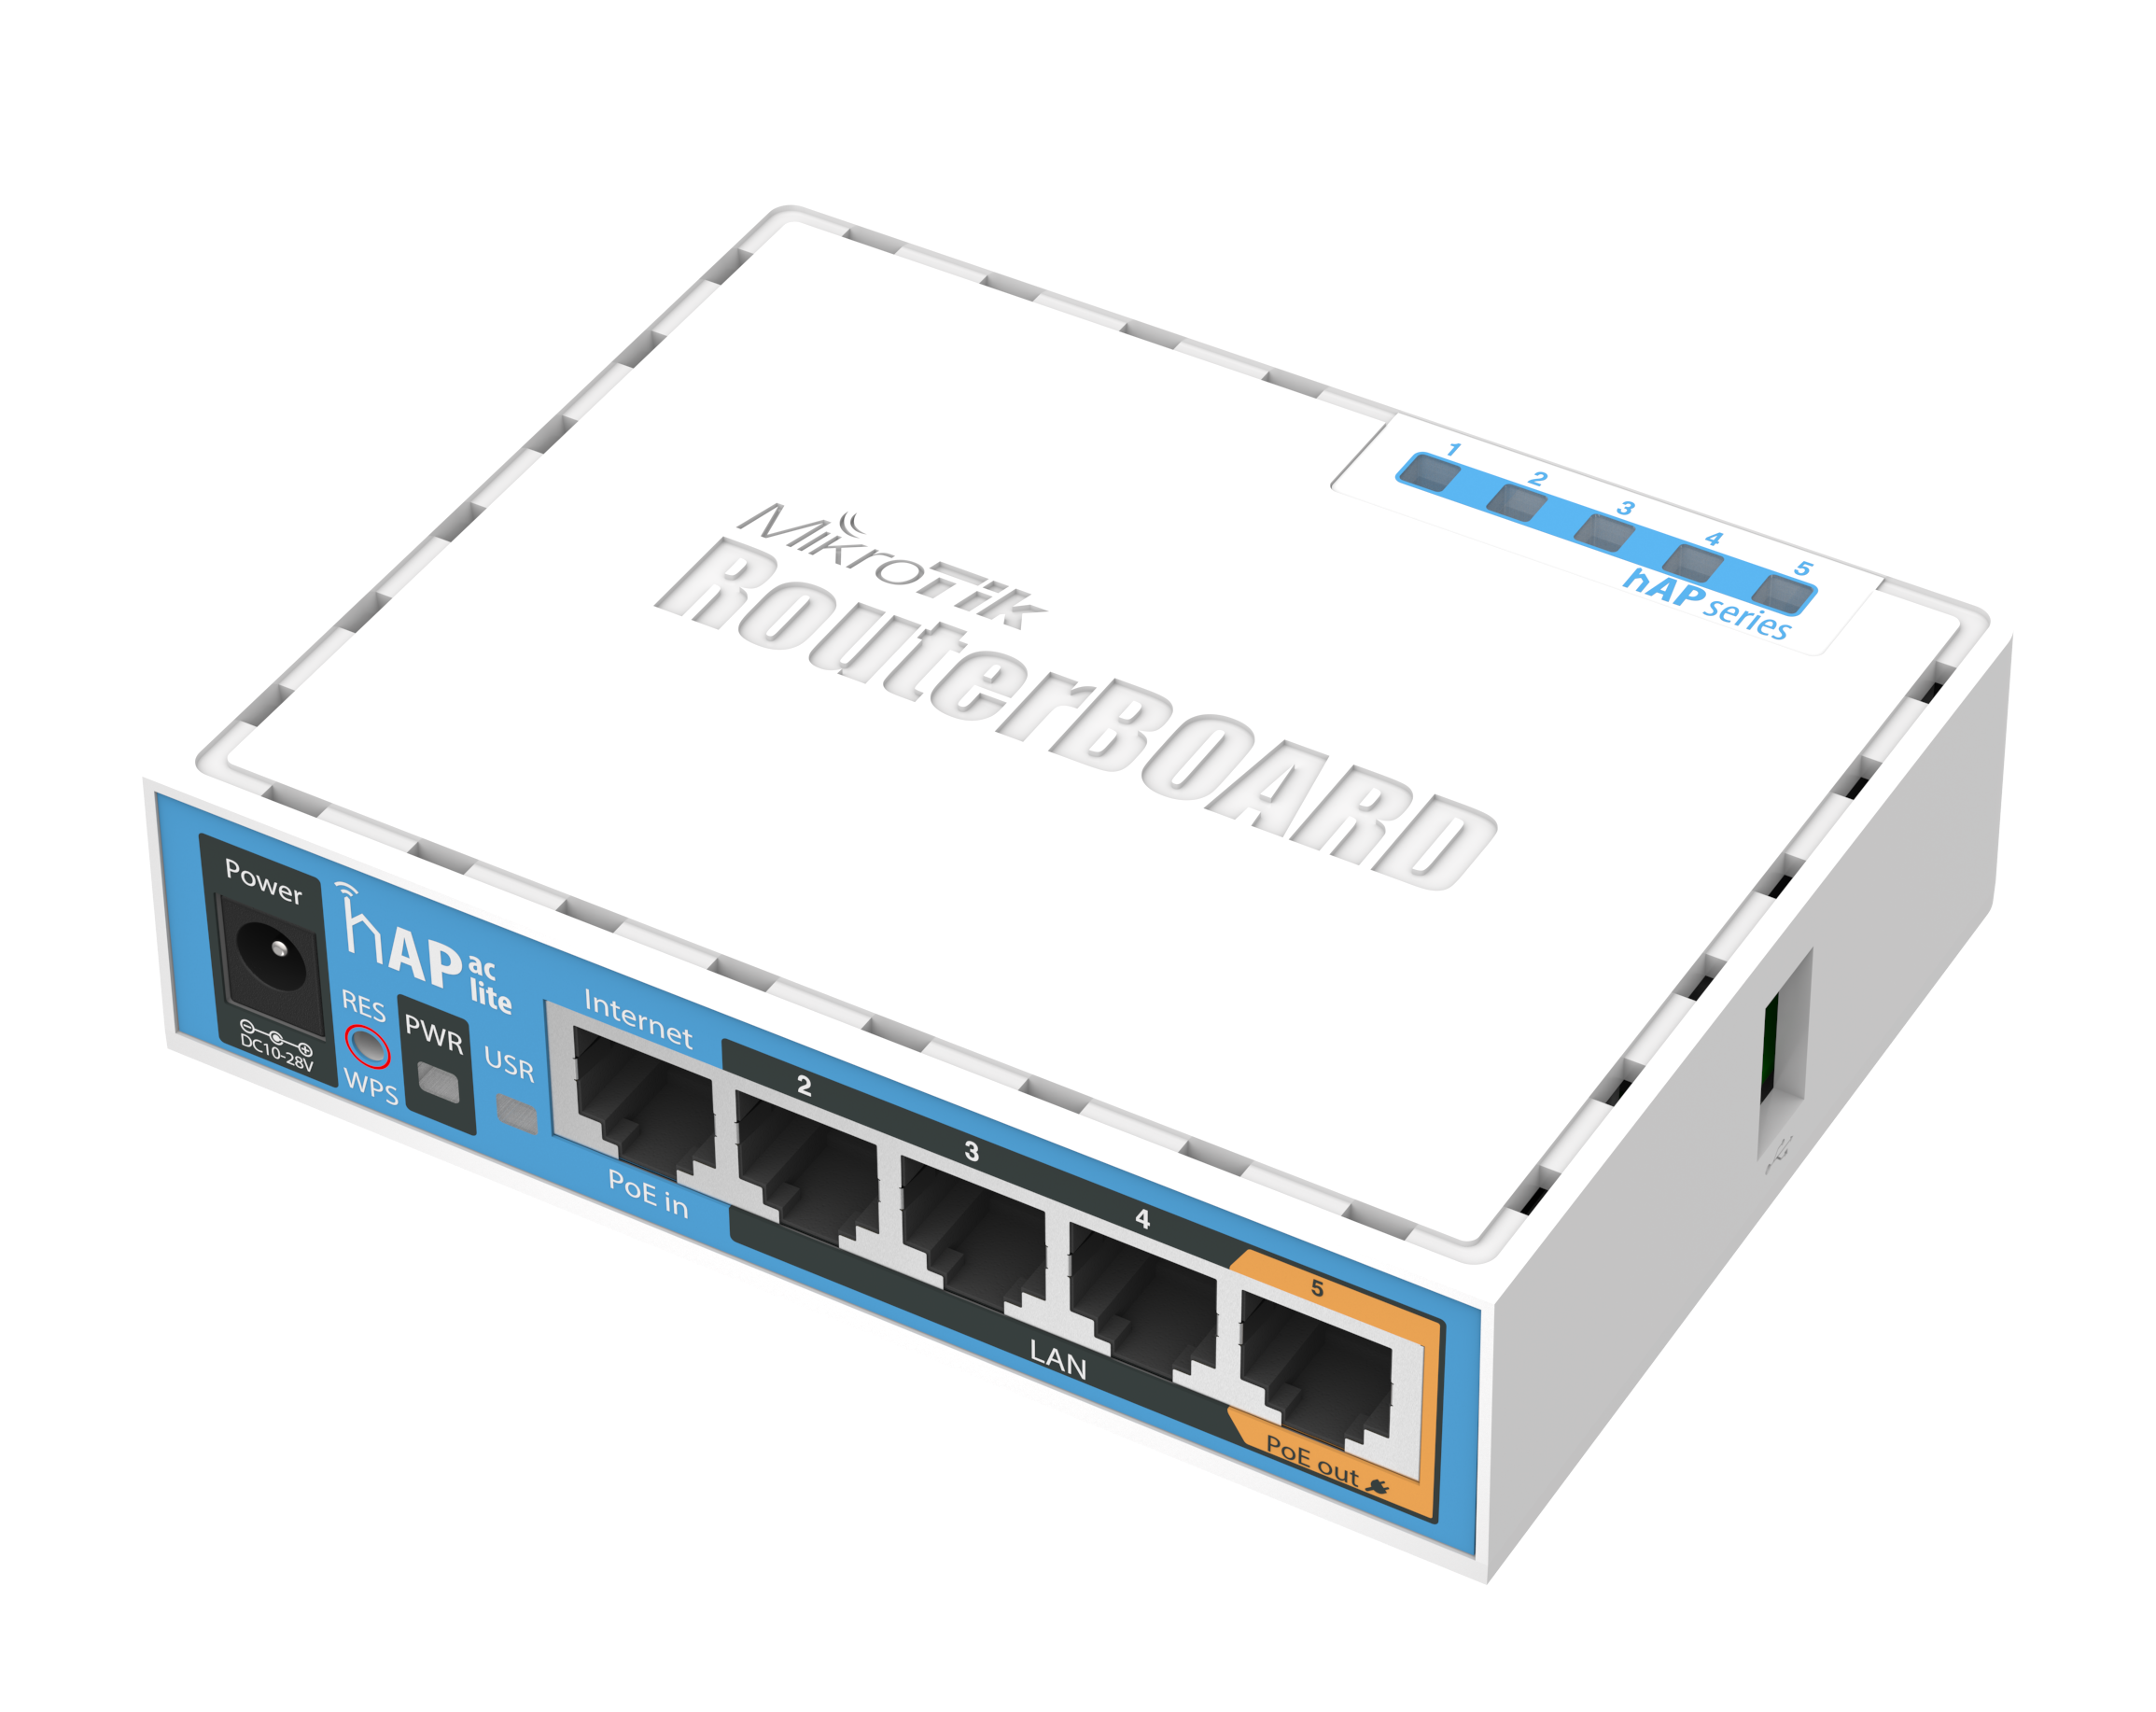 1 2 3 4 5
hAP series
MikroTik
RouterBOARD
Power
DC10-28V
hAP ac lite
RES
WPS
PWR
USR
Internet
PoE in
2 3 4 5
LAN
PoE out